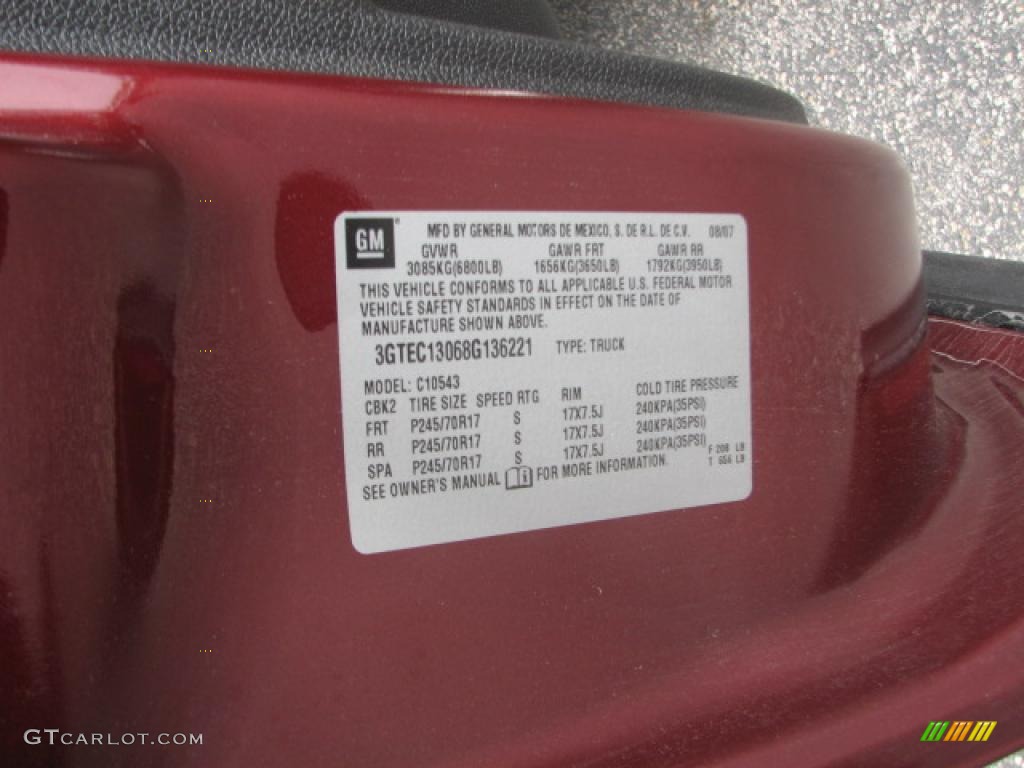 GM® MFD BY GENERAL MOTORS DE MEXICO, S. DE R.L. DE C.V. 08/07
GVWR GAWR FRT GAWR RR
3085KG(6800LB) 1656KG(3650LB) 1792KG(3950LB)
THIS VEHICLE CONFORMS TO ALL APPLICABLE U.S. FEDERAL MOTOR
VEHICLE SAFETY STANDARDS IN EFFECT ON THE DATE OF
MANUFACTURE SHOWN ABOVE.
3GTEC13068G136221 TYPE: TRUCK
MODEL: C10543
CBK2 TIRE SIZE SPEED RTG RIM COLD TIRE PRESSURE
FRT P245/70R17 S 17X7.5J 240KPA(35PSI)
RR P245/70R17 S 17X7.5J 240KPA(35PSI)
SPA P245/70R17 S 17X7.5J 240KPA(35PSI)
F 208 LB
T 656 LB
SEE OWNER'S MANUAL FOR MORE INFORMATION.
GTCARLOT.COM